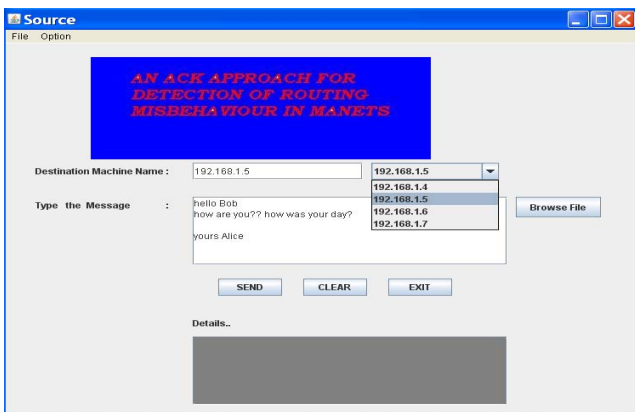 Source
File Option
AN ACK APPROACH FOR
DETECTION OF ROUTING
MISBEHAVIOUR IN MANETS
Destination Machine Name : 192.168.1.5 192.168.1.5
192.168.1.4
192.168.1.5
192.168.1.6
192.168.1.7
Type the Message :
hello Bob
how are you?? how was your day?
yours Alice
Browse File
SEND CLEAR EXIT
Details..